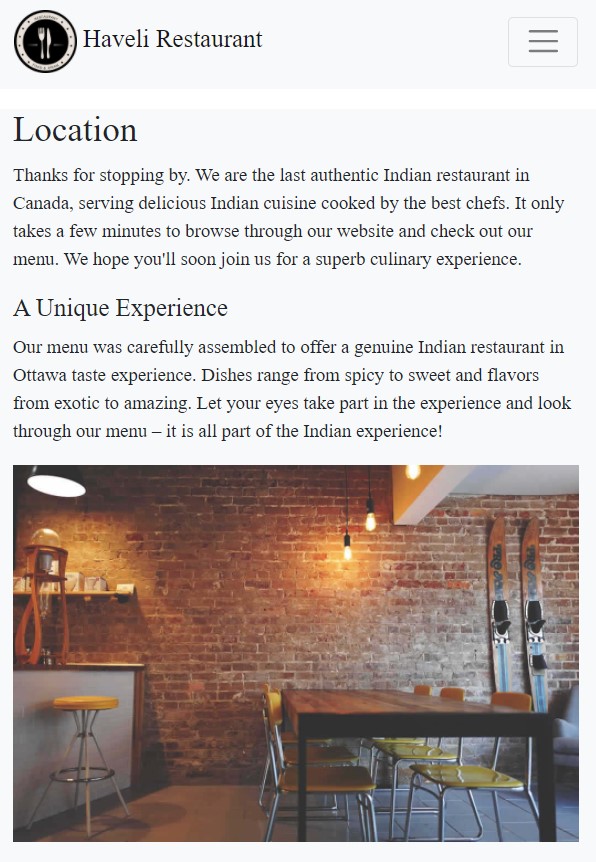 Haveli Restaurant
Location
Thanks for stopping by. We are the last authentic Indian restaurant in
Canada, serving delicious Indian cuisine cooked by the best chefs. It only
takes a few minutes to browse through our website and check out our
menu. We hope you'll soon join us for a superb culinary experience.
A Unique Experience
Our menu was carefully assembled to offer a genuine Indian restaurant in
Ottawa taste experience. Dishes range from spicy to sweet and flavors
from exotic to amazing. Let your eyes take part in the experience and look
through our menu – it is all part of the Indian experience!